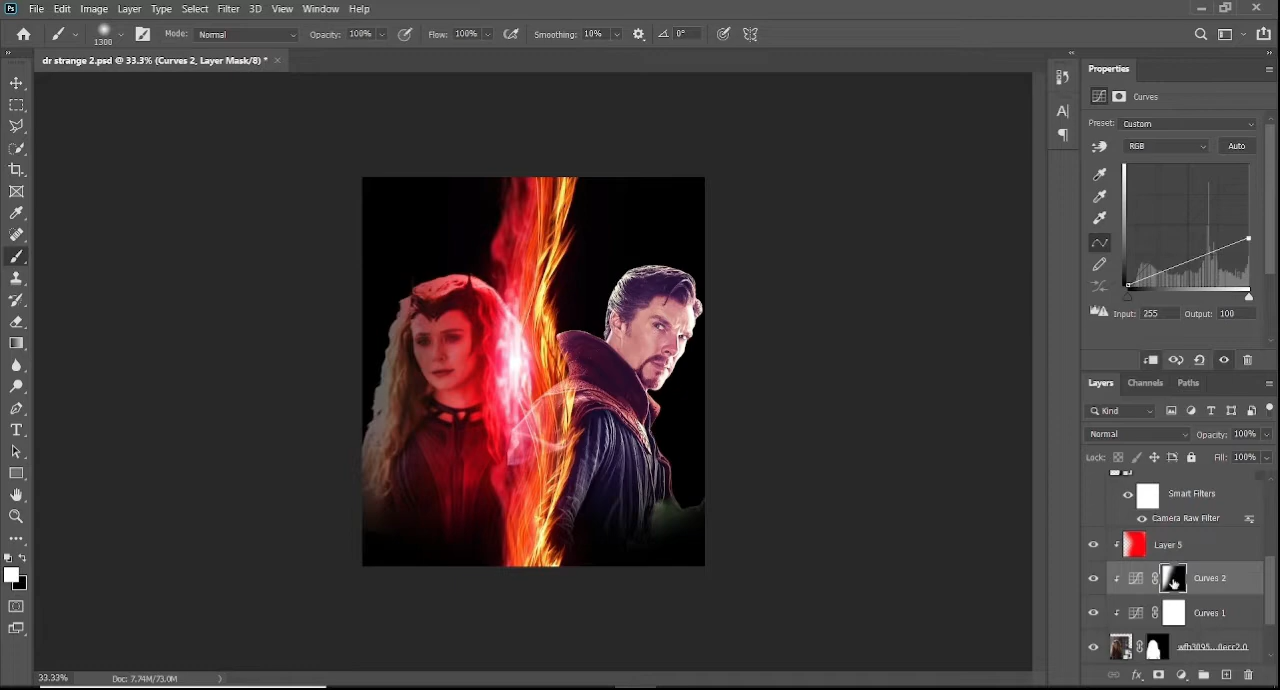 Ps File Edit Image Layer Type Select Filter 3D View Window Help
1300 Mode: Normal Opacity: 100% Flow: 100% Smoothing: 10% 0°
dr strange 2.psd @ 33.3% (Curves 2, Layer Mask/8) *
Properties
Curves
Preset: Custom
RGB Auto
Input: 255 Output: 100
Layers Channels Paths
Kind
Normal Opacity: 100%
Lock: Fill: 100%
Smart Filters
Camera Raw Filter
Layer 5
Curves 2
Curves 1
33.33% Doc: 7.74M/73.0M